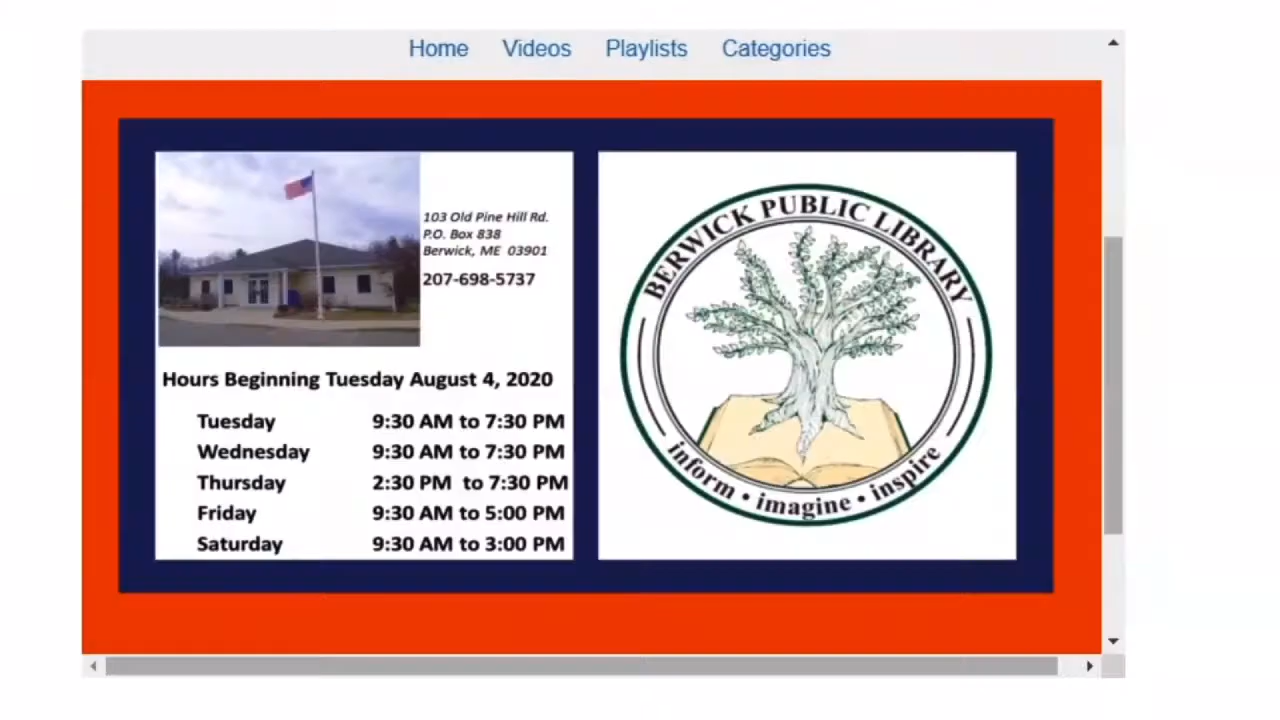 Home Videos Playlists Categories
103 Old Pine Hill Rd.
P.O. Box 838
Berwick, ME 03901
207-698-5737
Hours Beginning Tuesday August 4, 2020
Tuesday 9:30 AM to 7:30 PM
Wednesday 9:30 AM to 7:30 PM
Thursday 2:30 PM to 7:30 PM
Friday 9:30 AM to 5:00 PM
Saturday 9:30 AM to 3:00 PM
BERWICK PUBLIC LIBRARY
inform • imagine • inspire